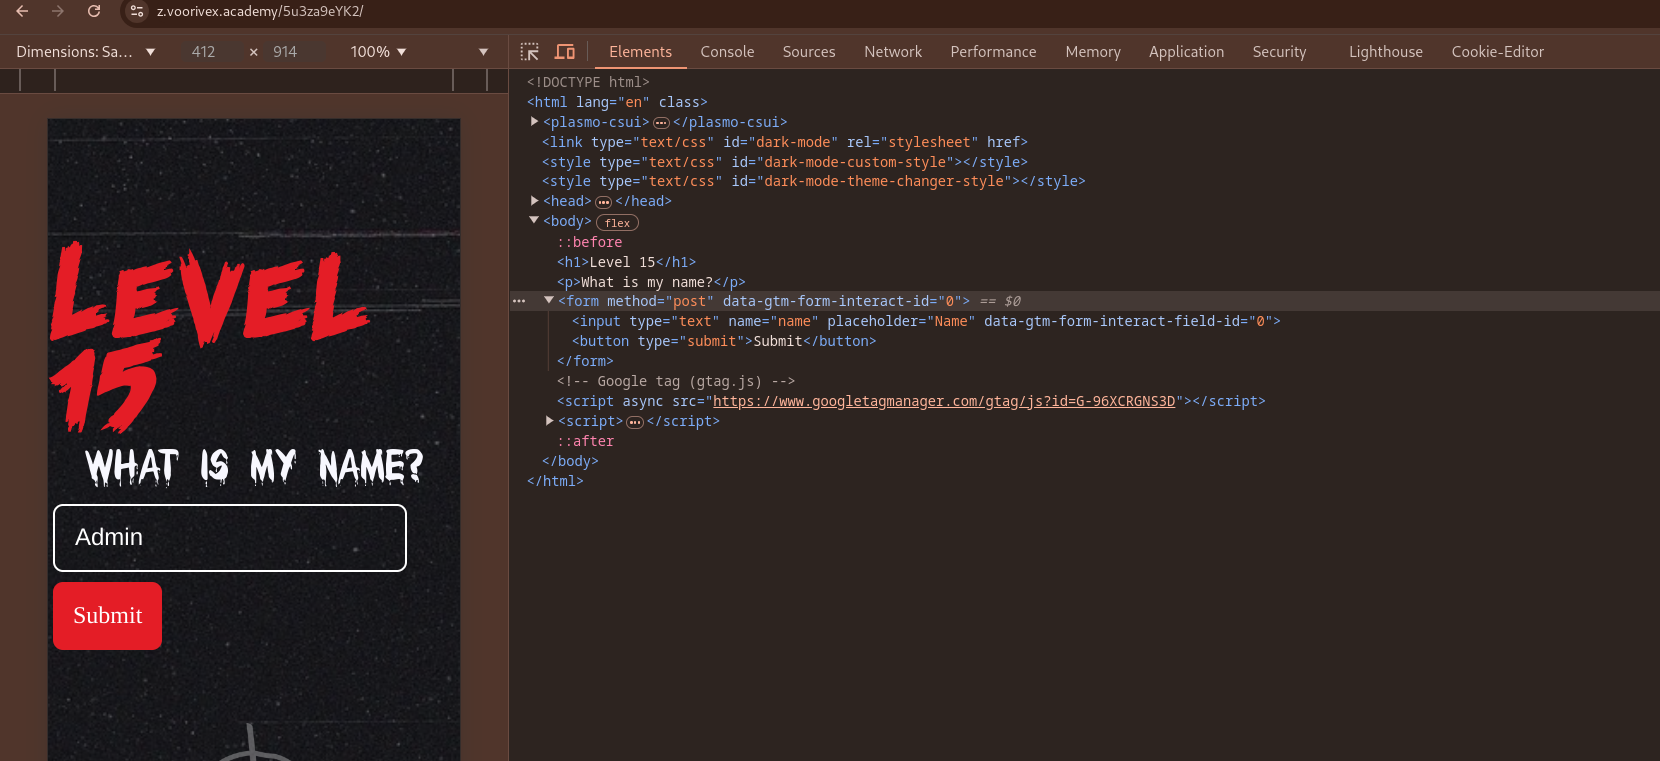 z.voorivex.academy/5u3za9eYK2/
Dimensions: Sa... 412 × 914 100%
Elements Console Sources Network Performance Memory Application Security Lighthouse Cookie-Editor
LEVEL
15
WHAT IS MY NAME?
Admin
Submit
<!DOCTYPE html>
<html lang="en" class>
<plasmo-csui> … </plasmo-csui>
<link type="text/css" id="dark-mode" rel="stylesheet" href>
<style type="text/css" id="dark-mode-custom-style"></style>
<style type="text/css" id="dark-mode-theme-changer-style"></style>
<head> … </head>
<body> flex
::before
<h1>Level 15</h1>
<p>What is my name?</p>
… <form method="post" data-gtm-form-interact-id="0"> == $0
<input type="text" name="name" placeholder="Name" data-gtm-form-interact-field-id="0">
<button type="submit">Submit</button>
</form>
<!-- Google tag (gtag.js) -->
<script async src="https://www.googletagmanager.com/gtag/js?id=G-96XCRGNS3D"></script>
<script> … </script>
::after
</body>
</html>